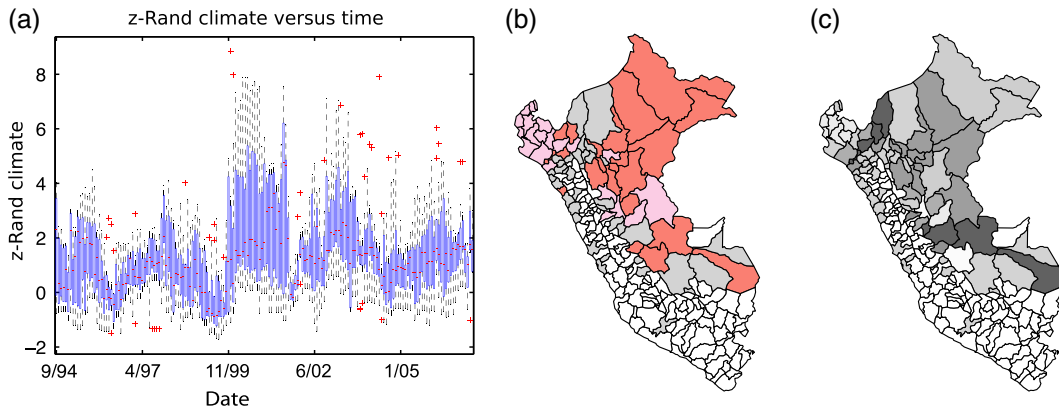 (a)
z-Rand climate versus time
z-Rand climate
8
6
4
2
0
−2
9/94 4/97 11/99 6/02 1/05
Date
(b)
(c)